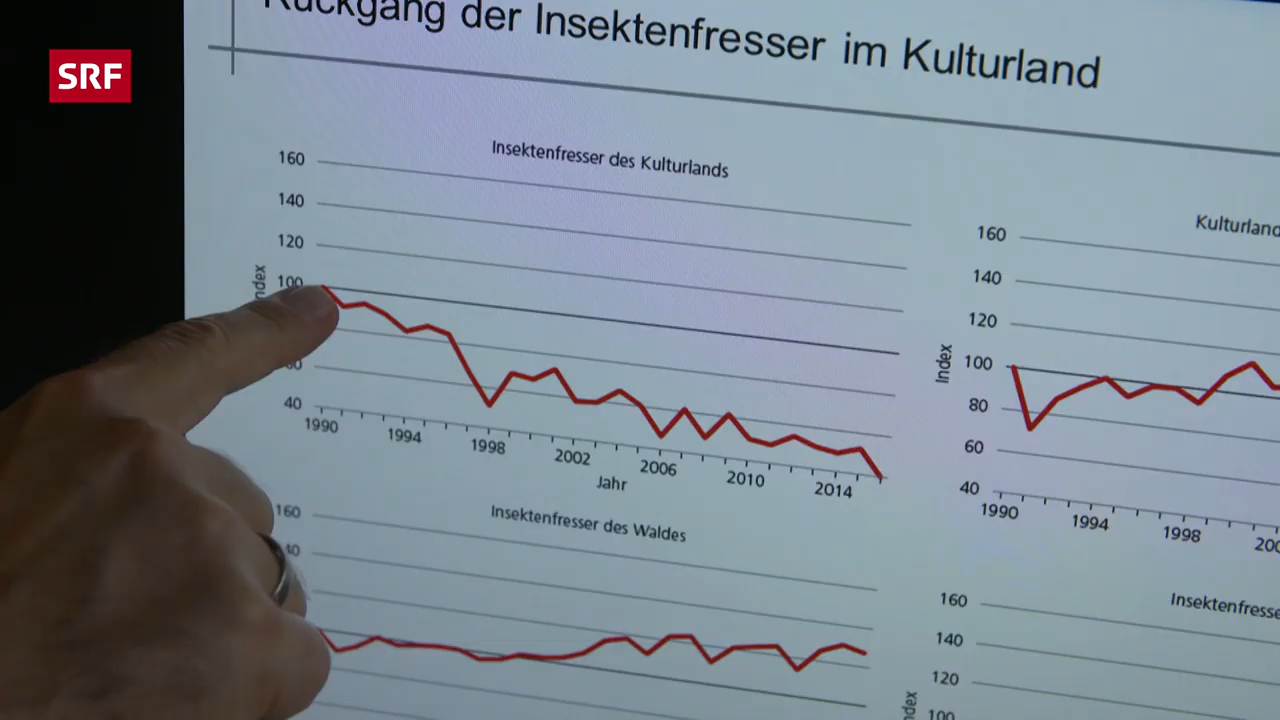 SRF
Rückgang der Insektenfresser im Kulturland
Insektenfresser des Kulturlands
160
140
120
100
40
Index
1990 1994 1998 2002 2006 2010 2014
Jahr
Kulturland
160
140
120
100
80
60
40
Index
1990 1994 1998
Insektenfresser des Waldes
160
160
140
120
100